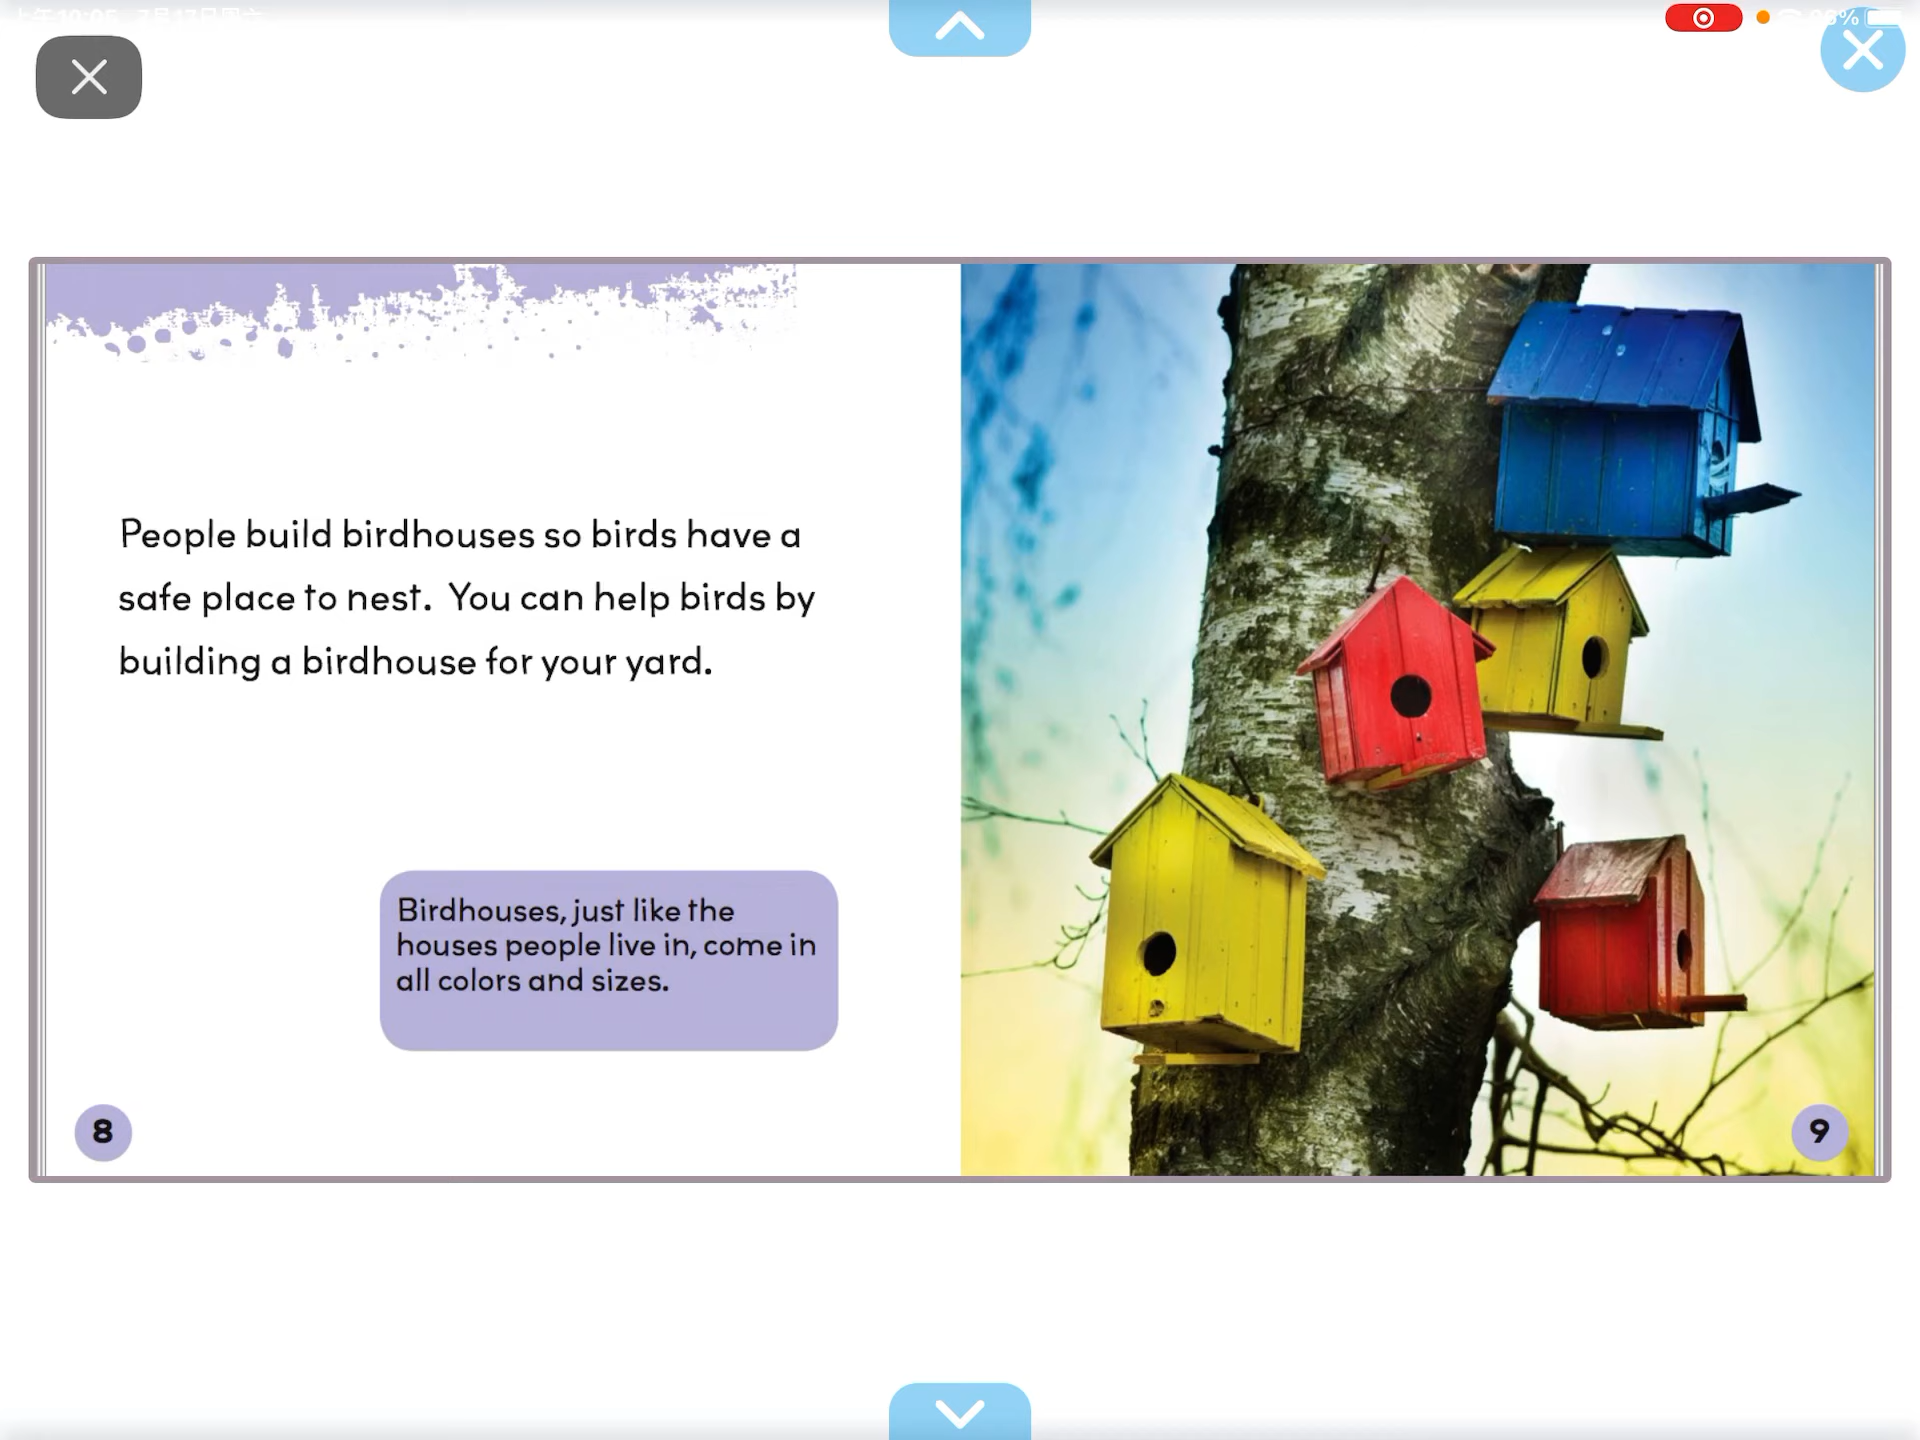 People build birdhouses so birds have a
safe place to nest. You can help birds by
building a birdhouse for your yard.
Birdhouses, just like the
houses people live in, come in
all colors and sizes.
8
9